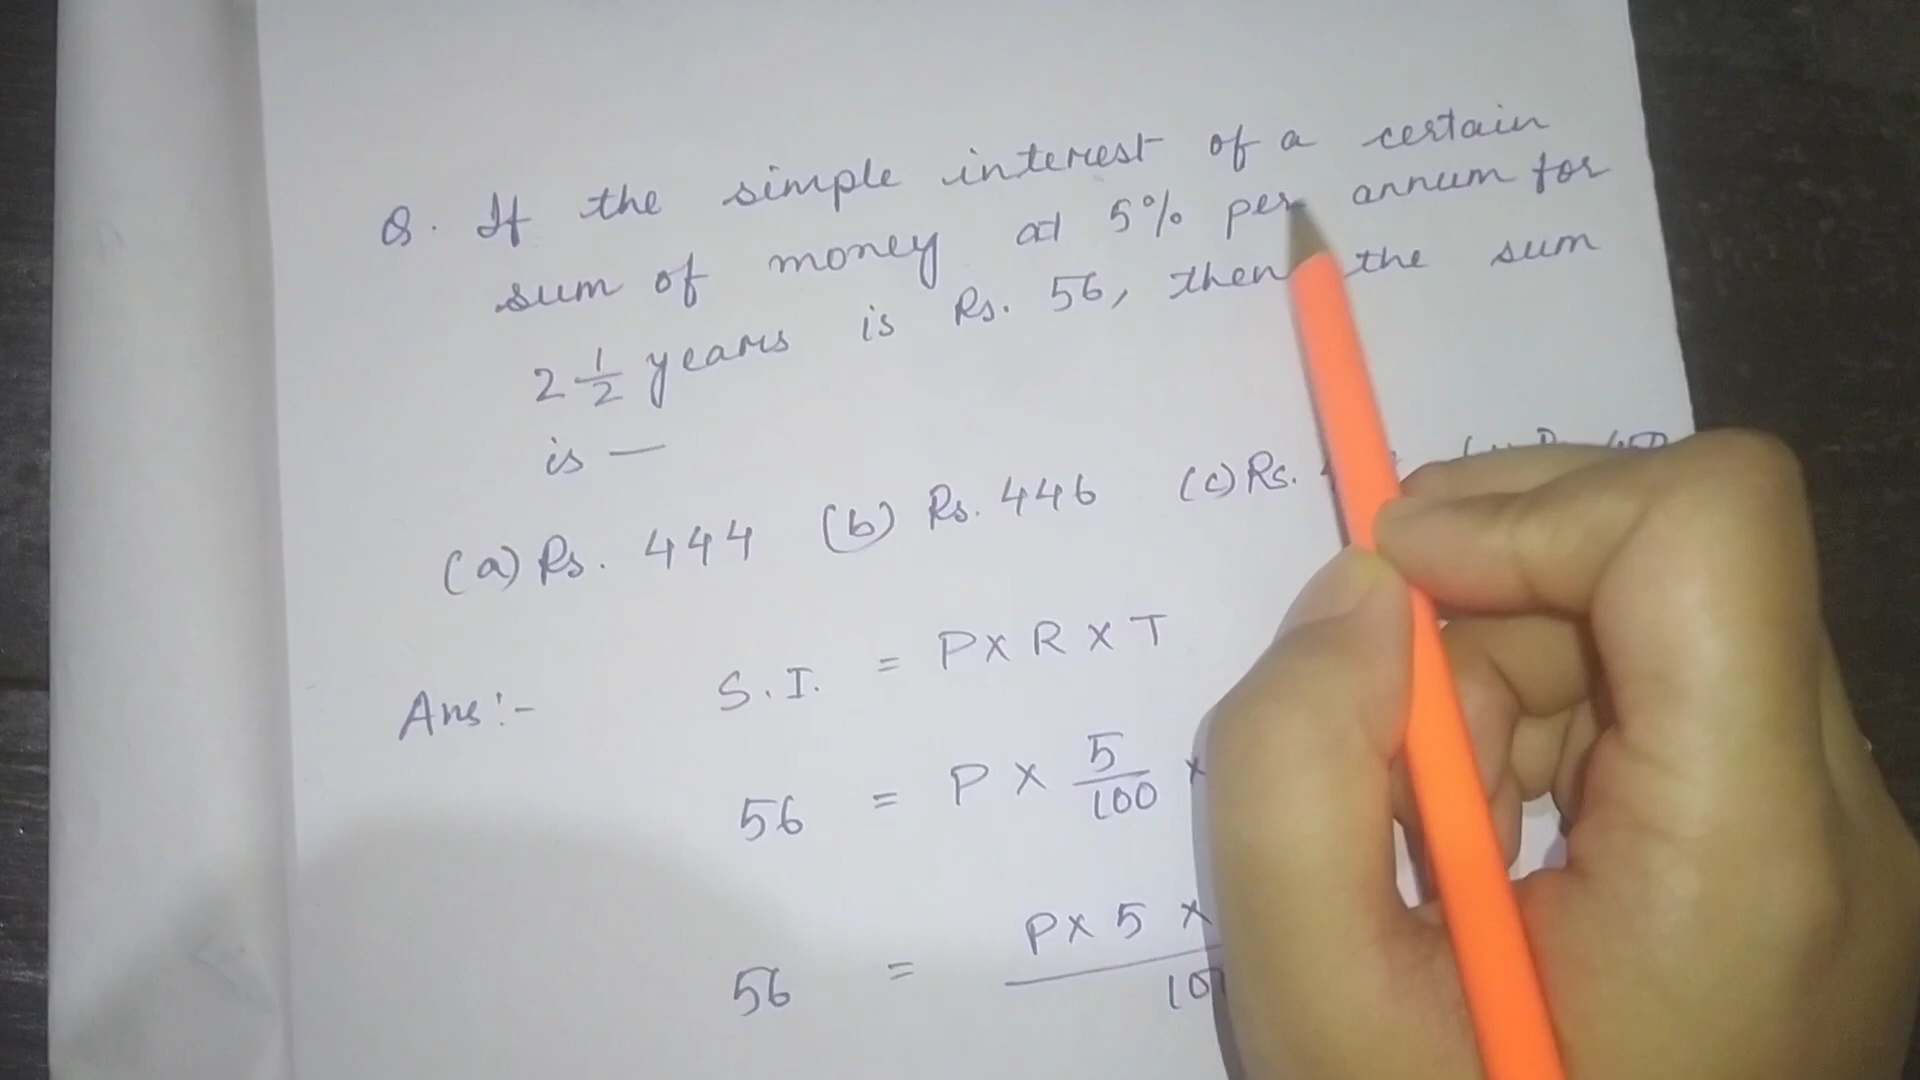 Q. If the simple interest of a certain
sum of money at 5% per annum for
2 1/2 years is Rs. 56, then the sum
is —
(a) Rs. 444 (b) Rs. 446 (c) Rs.
Ans:- S.I. = P x R x T
56 = P x 5/100 x
56 = P x 5 x